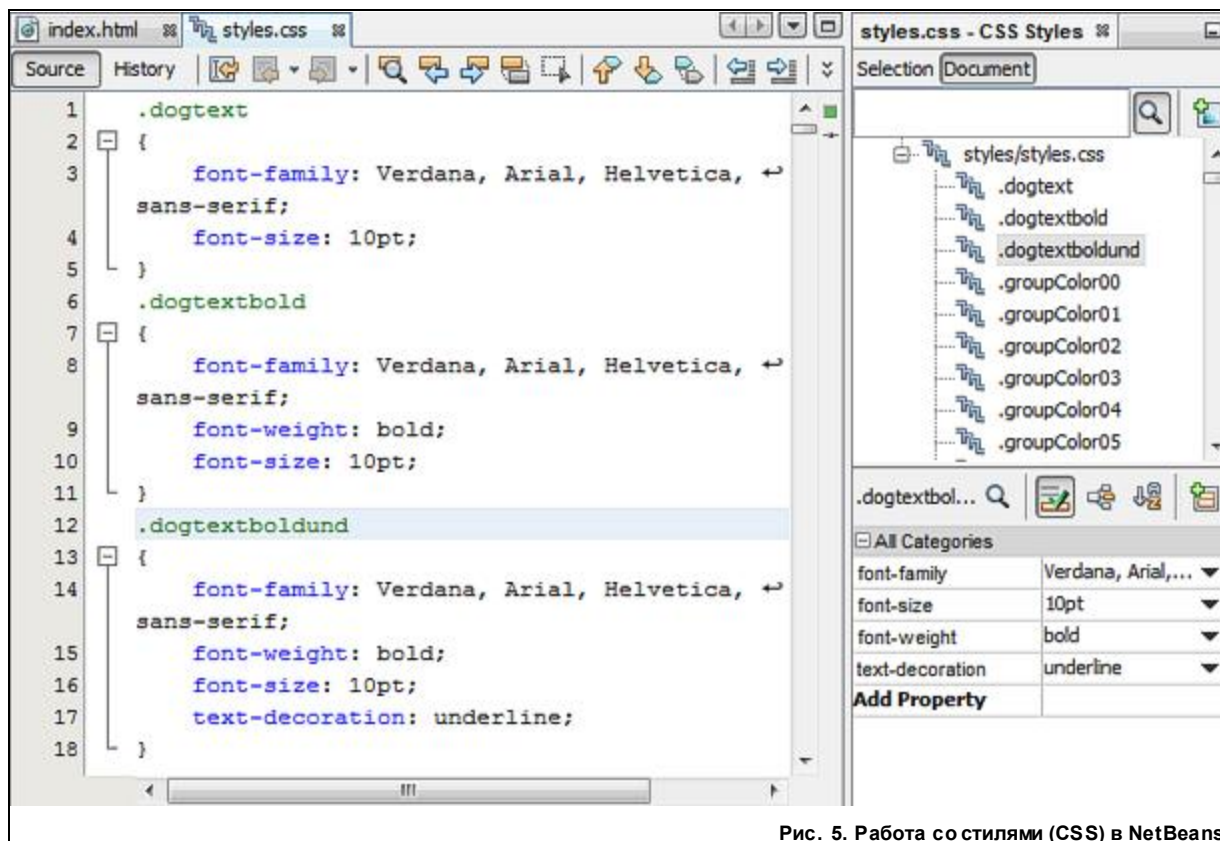 index.html styles.css
Source History
1 .dogtext
2 {
3 font-family: Verdana, Arial, Helvetica, ↵
sans-serif;
4 font-size: 10pt;
5 }
6 .dogtextbold
7 {
8 font-family: Verdana, Arial, Helvetica, ↵
sans-serif;
9 font-weight: bold;
10 font-size: 10pt;
11 }
12 .dogtextboldund
13 {
14 font-family: Verdana, Arial, Helvetica, ↵
sans-serif;
15 font-weight: bold;
16 font-size: 10pt;
17 text-decoration: underline;
18 }
styles.css - CSS Styles
Selection Document
styles/styles.css
.dogtext
.dogtextbold
.dogtextboldund
.groupColor00
.groupColor01
.groupColor02
.groupColor03
.groupColor04
.groupColor05
.dogtextbol...
All Categories
font-family Verdana, Arial,...
font-size 10pt
font-weight bold
text-decoration underline
Add Property
Рис. 5. Работа со стилями (CSS) в NetBeans